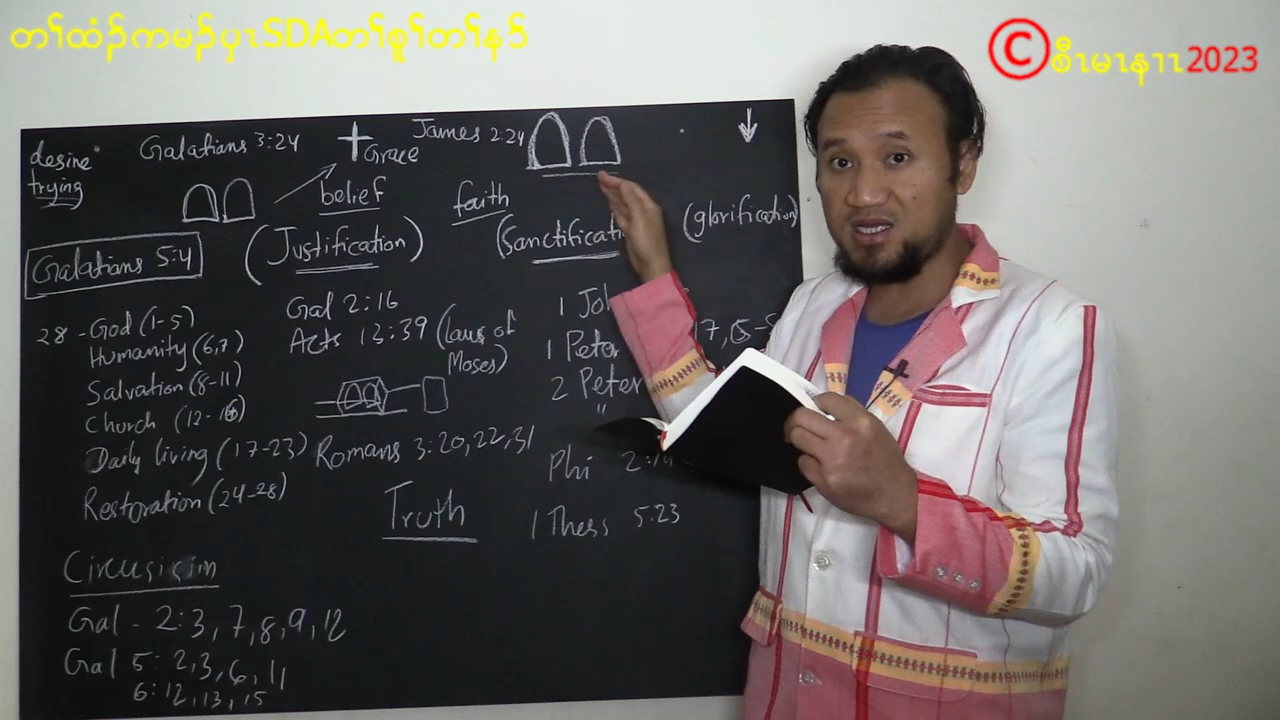 တၢ်ထံၣ်ကမၣ်ပှၤSDAတၢ်စူၢ်တၢ်နာ်
©စီၤမၤနၤၤ2023
desine
trying
Galatians 3:24
Grace
James 2:24
belief
faith
(Justification)
(Sanctificati
(glorification)
Galatians 5:4
28 - God (1-5)
Humanity (6,7)
Salvation (8-11)
Church (12-
Daily living (17-23)
Restoration (24-28)
Gal 2:16
Acts 13:39 (laws of
Moses)
Romans 3:20,22,31
Truth
1 Joh
1 Peter
17,
2 Peter
"
Phi 2:
1 Thess 5:23
Gal - 2:3, 7, 8, 9, 12
Gal 5: 2,3, 6, 11
6: 12, 13, 15